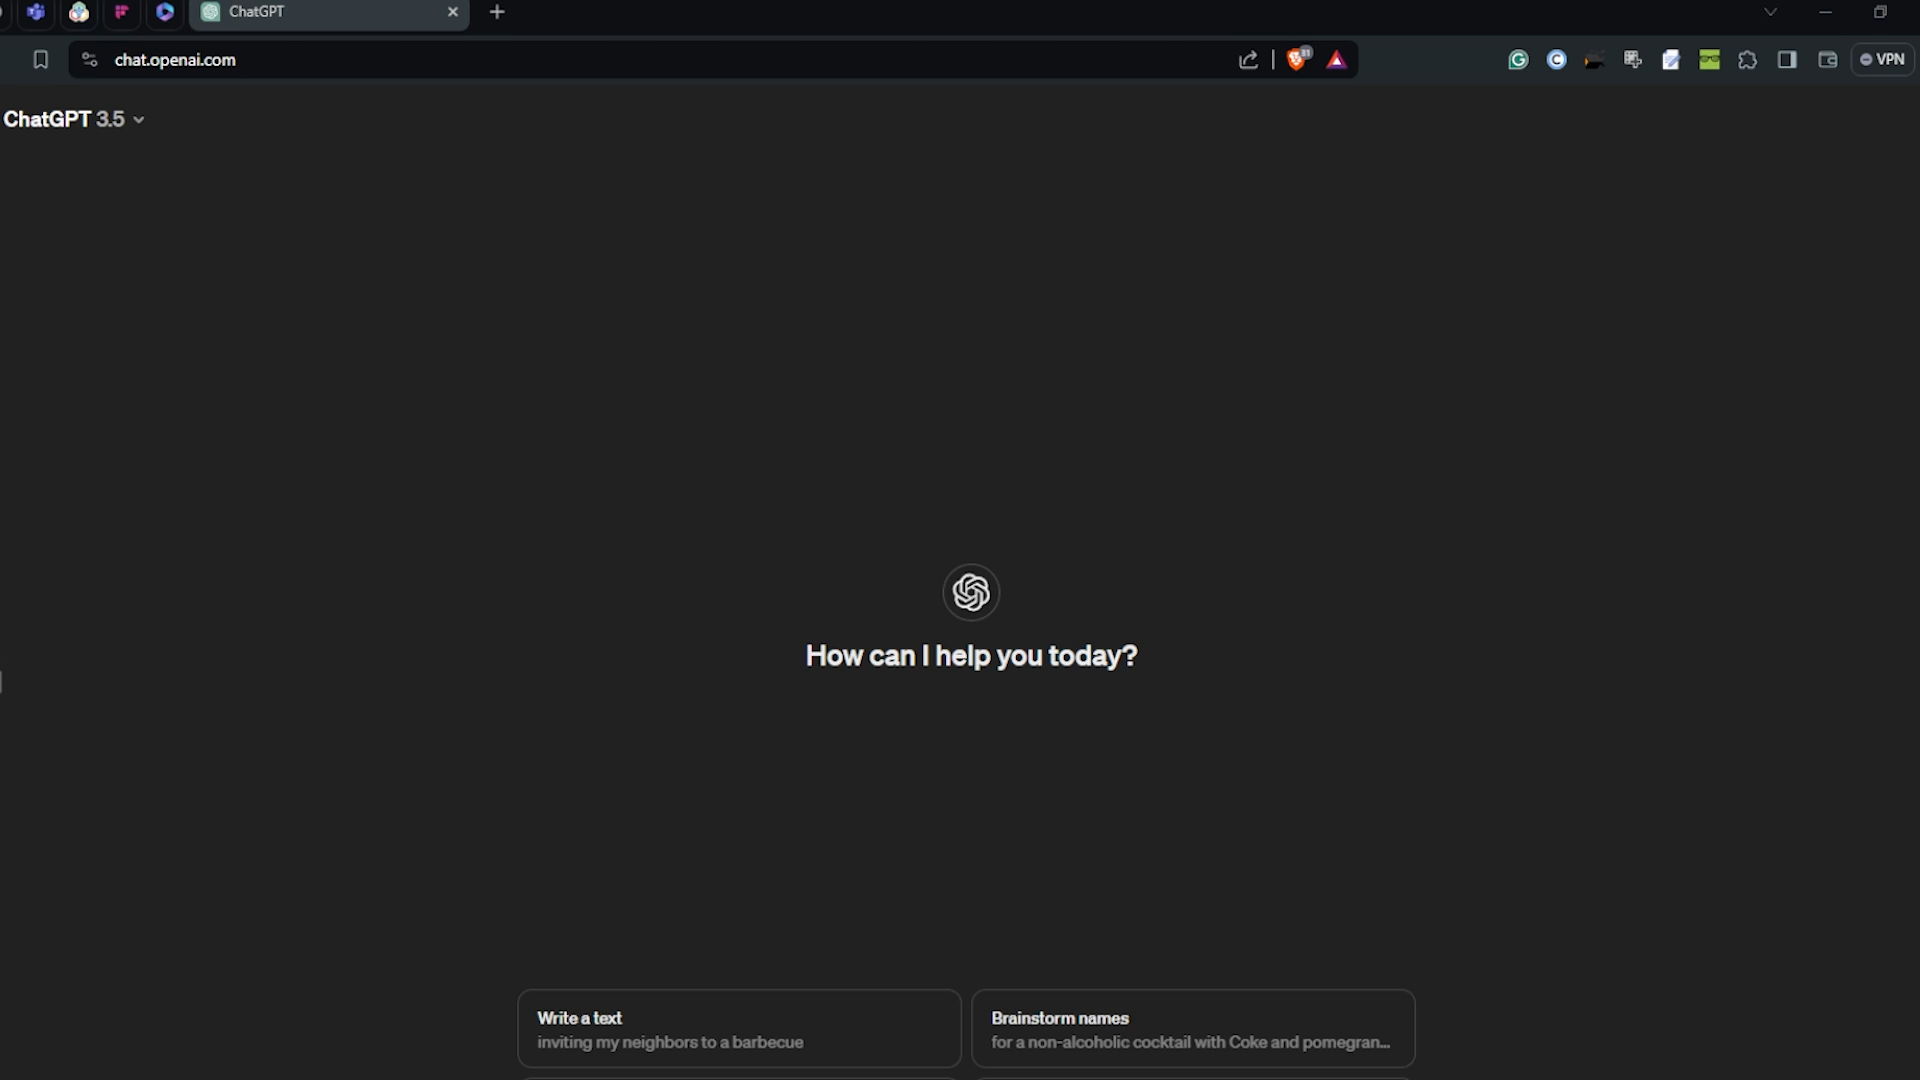 ChatGPT
chat.openai.com
31
VPN
ChatGPT 3.5
How can I help you today?
Write a text
inviting my neighbors to a barbecue
Brainstorm names
for a non-alcoholic cocktail with Coke and pomegran...